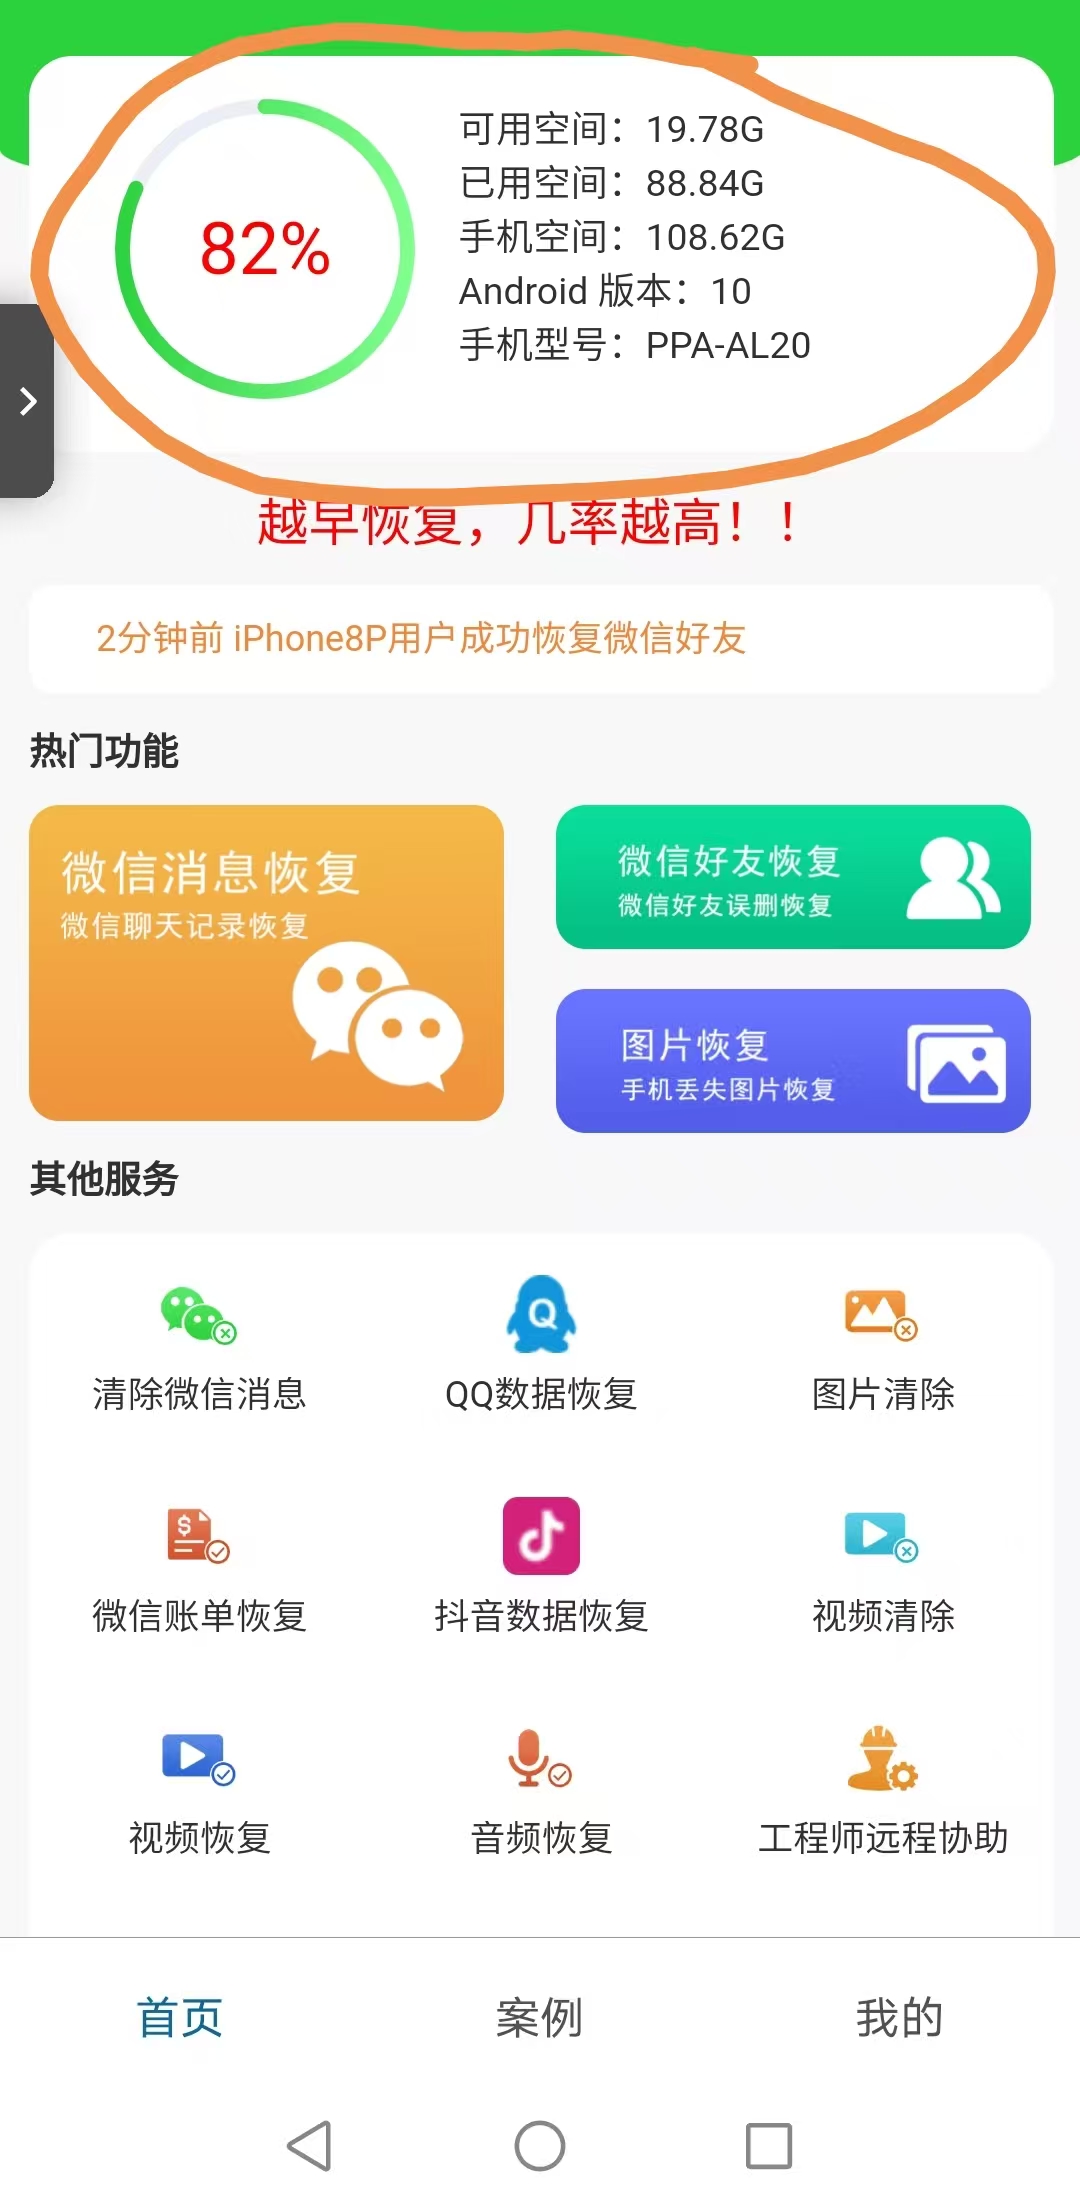 82%
可用空间：19.78G
已用空间：88.84G
手机空间：108.62G
Android 版本：10
手机型号：PPA-AL20
越早恢复，几率越高！！
2分钟前 iPhone8P用户成功恢复微信好友
热门功能
微信消息恢复
微信聊天记录恢复
微信好友恢复
微信好友误删恢复
图片恢复
手机丢失图片恢复
其他服务
清除微信消息
QQ数据恢复
图片清除
微信账单恢复
抖音数据恢复
视频清除
视频恢复
音频恢复
工程师远程协助
首页
案例
我的